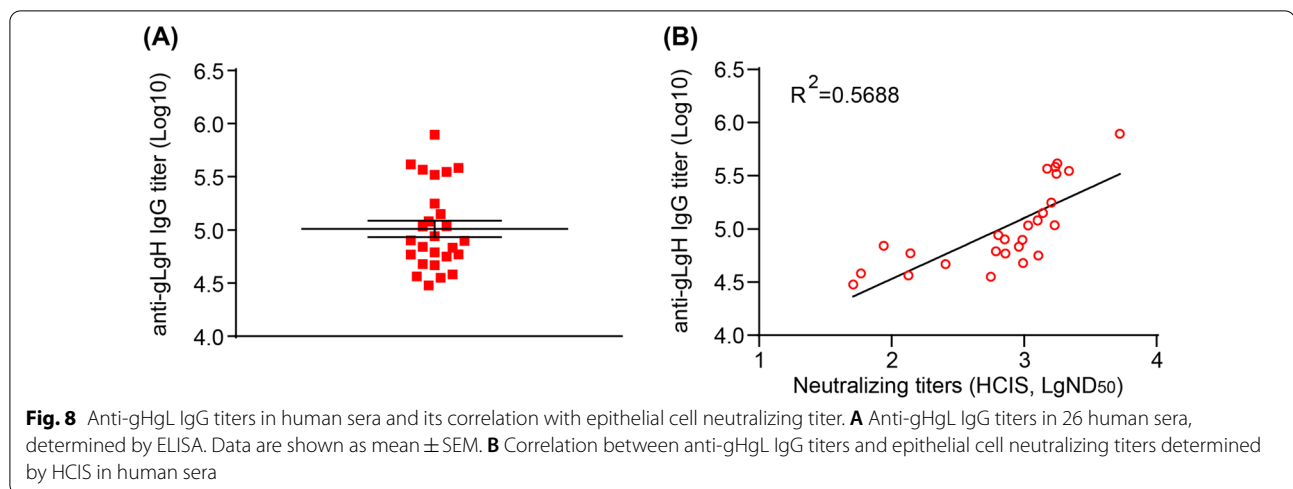 (A)
anti-gLgH IgG titer (Log10)
6.5
6.0
5.5
5.0
4.5
4.0
(B)
anti-gLgH IgG titer (Log10)
6.5
6.0
5.5
5.0
4.5
4.0
R²=0.5688
1 2 3 4
Neutralizing titers (HCIS, LgND50)
Fig. 8 Anti-gHgL IgG titers in human sera and its correlation with epithelial cell neutralizing titer. A Anti-gHgL IgG titers in 26 human sera,
determined by ELISA. Data are shown as mean ± SEM. B Correlation between anti-gHgL IgG titers and epithelial cell neutralizing titers determined
by HCIS in human sera